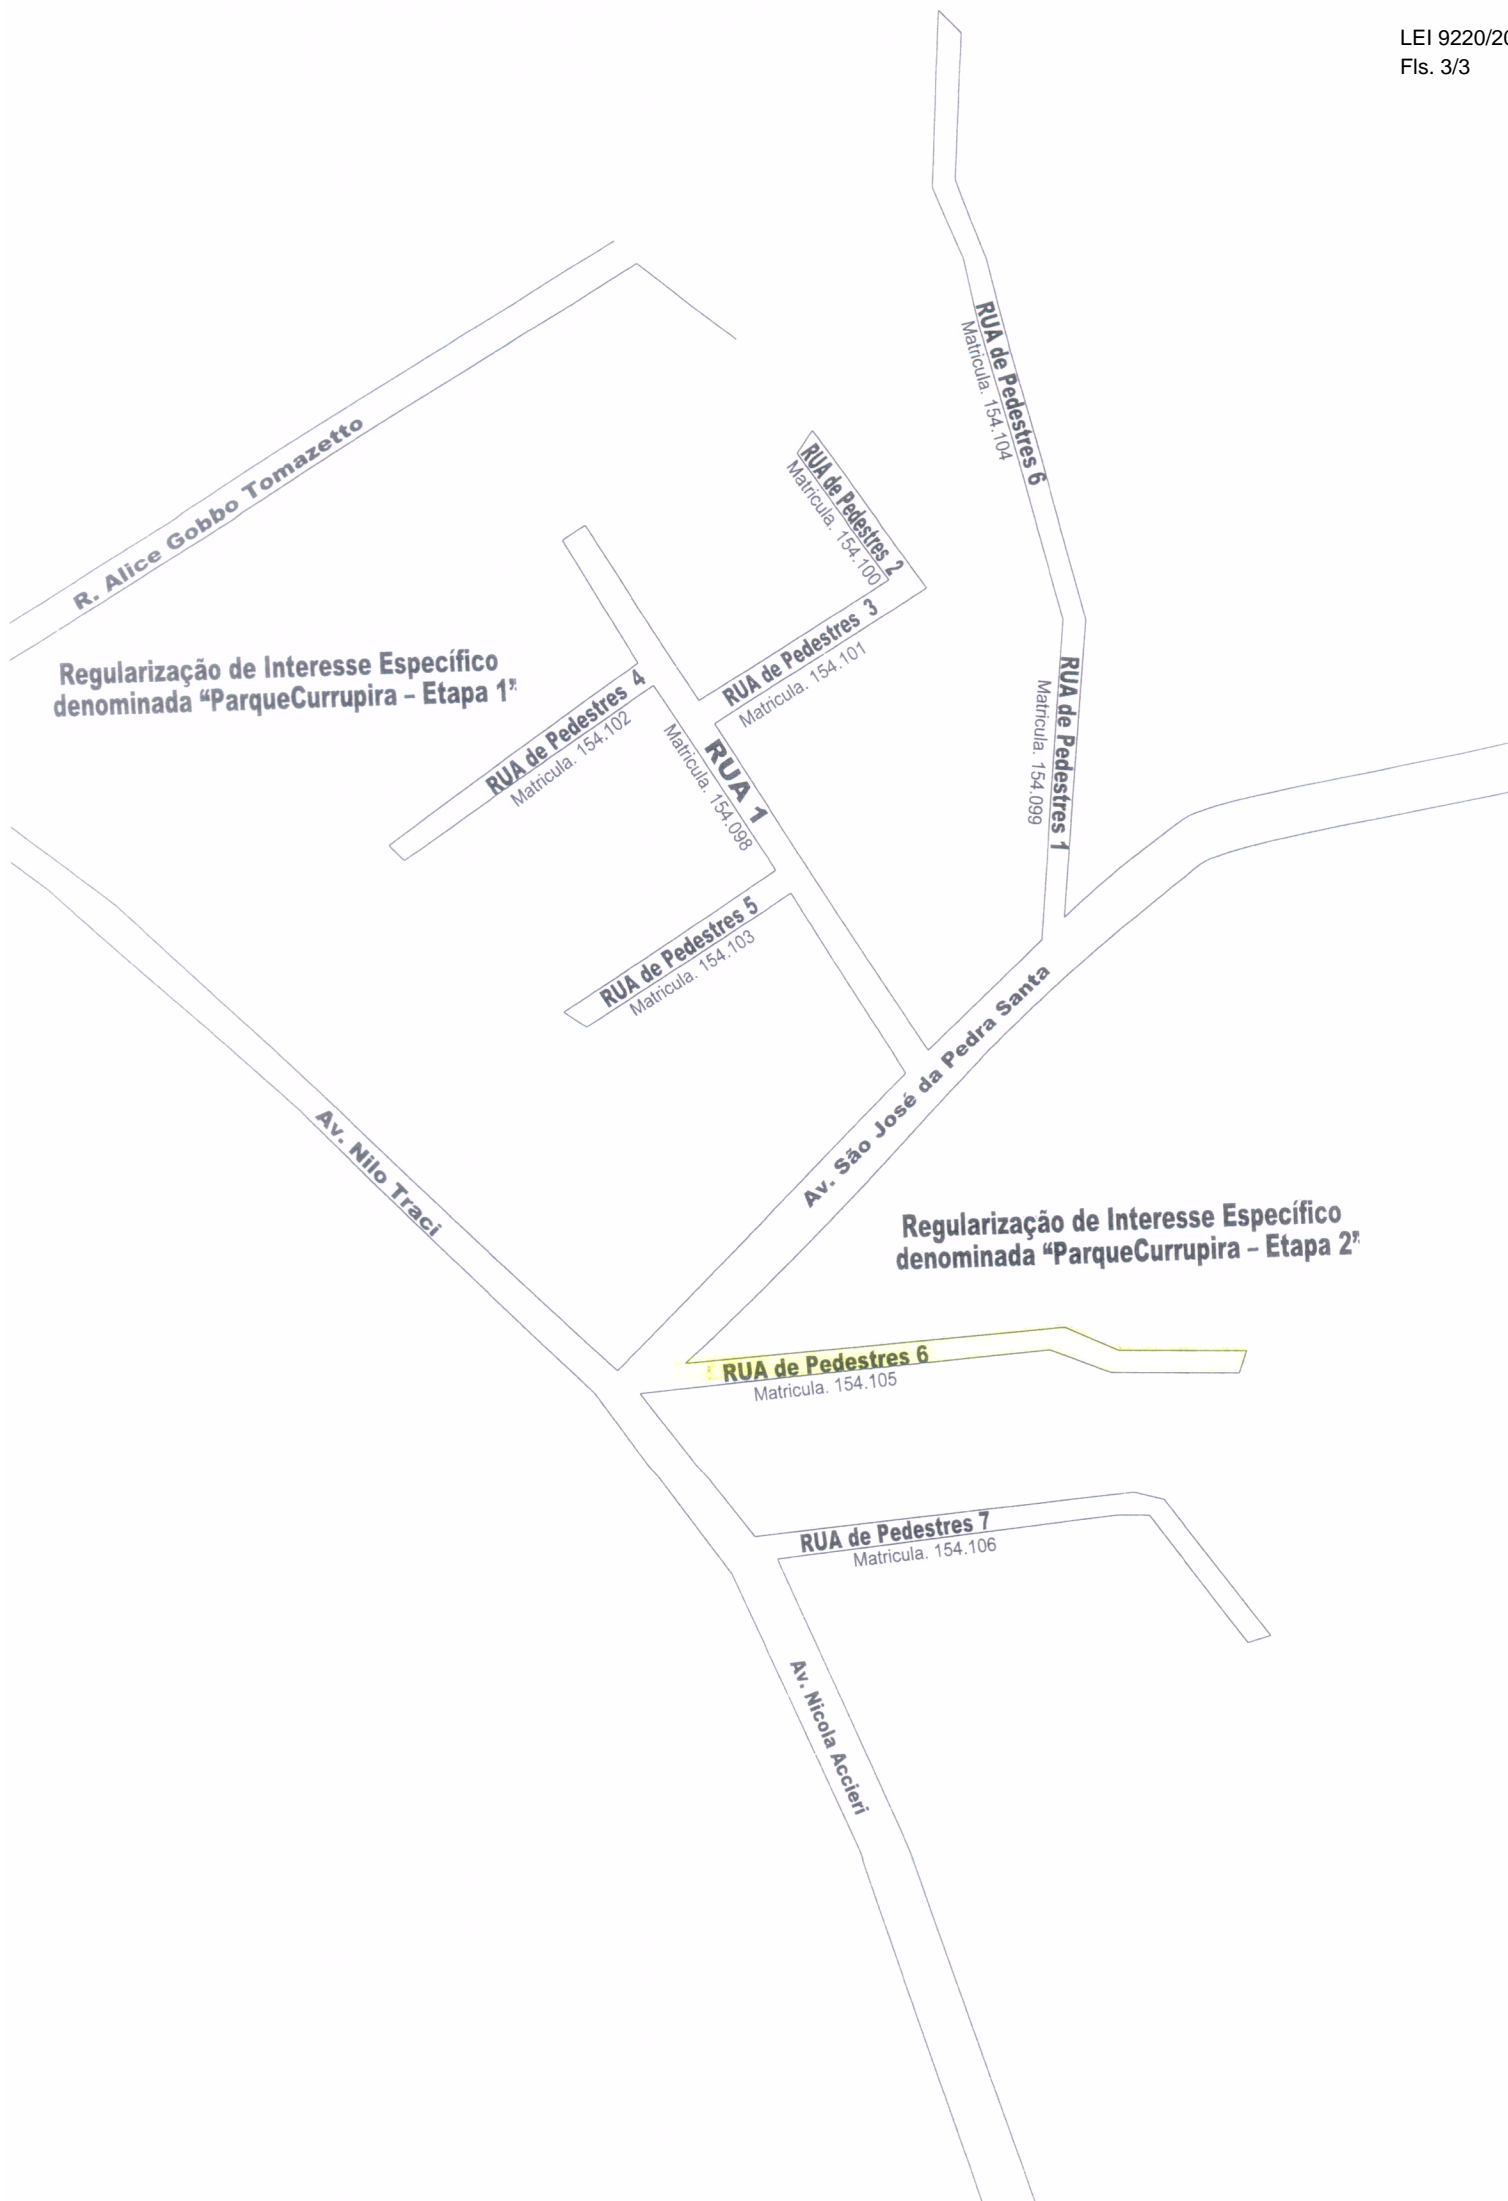 LEI 9220/20
Fls. 3/3
RUA de Pedestres 6
Matricula. 154.104
R. Alice Gobbo Tomazetto
RUA de Pedestres 2
Matricula. 154.100
RUA de Pedestres 3
Matricula. 154.101
Regularização de Interesse Específico
denominada “ParqueCurrupira – Etapa 1”
RUA de Pedestres 4
Matricula. 154.102
RUA 1
Matricula. 154.098
RUA de Pedestres 1
Matricula. 154.099
RUA de Pedestres 5
Matricula. 154.103
Av. São José da Pedra Santa
Av. Nilo Traci
Regularização de Interesse Específico
denominada “ParqueCurrupira – Etapa 2”
RUA de Pedestres 6
Matricula. 154.105
RUA de Pedestres 7
Matricula. 154.106
Av. Nicola Accieri